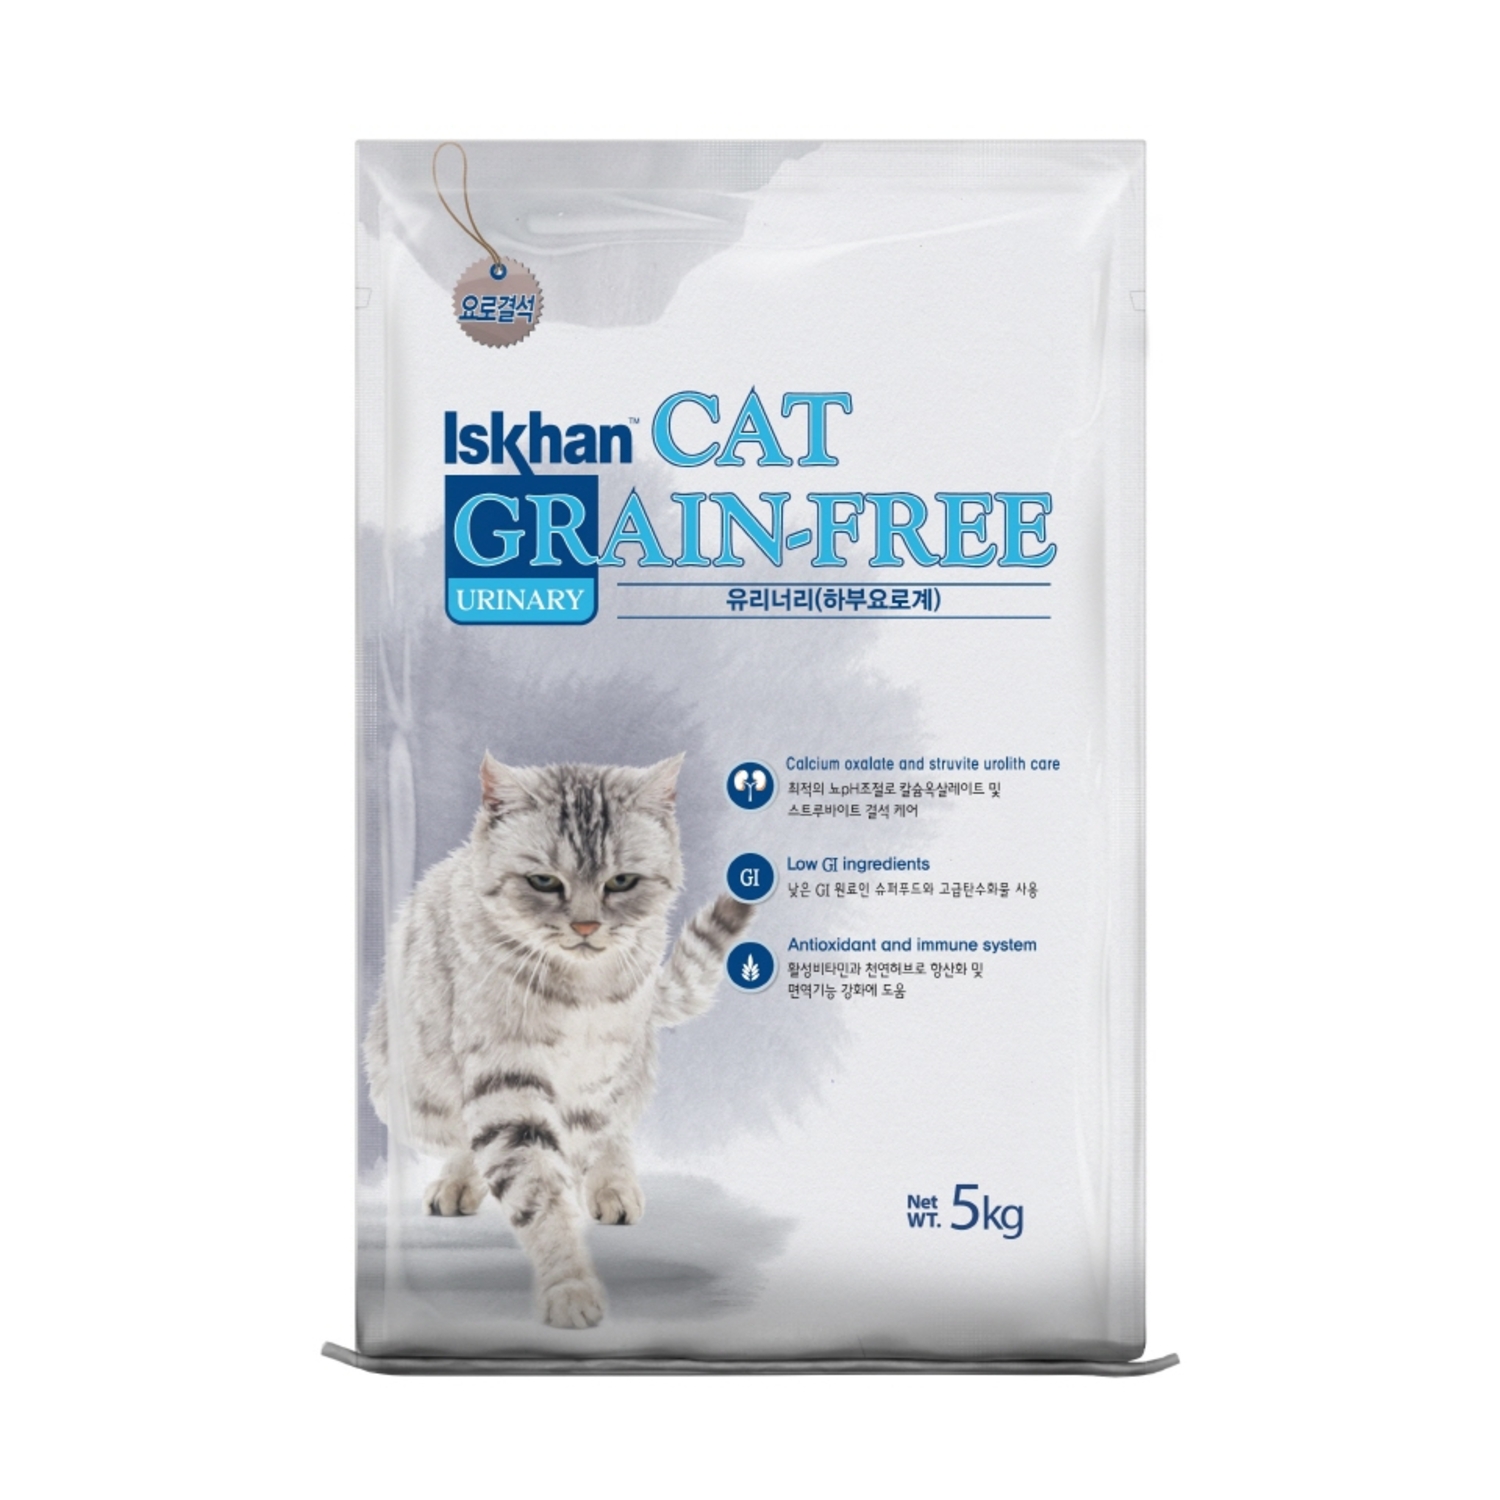 요로결석
Iskhan™ CAT
GRAIN-FREE
URINARY
유리너리(하부요로계)
Calcium oxalate and struvite urolith care
최적의 뇨pH조절로 칼슘옥살레이트 및
스트루바이트 결석 케어
GI
Low GI ingredients
낮은 GI 원료인 슈퍼푸드와 고급탄수화물 사용
Antioxidant and immune system
활성비타민과 천연허브로 항산화 및
면역기능 강화에 도움
Net
WT. 5kg